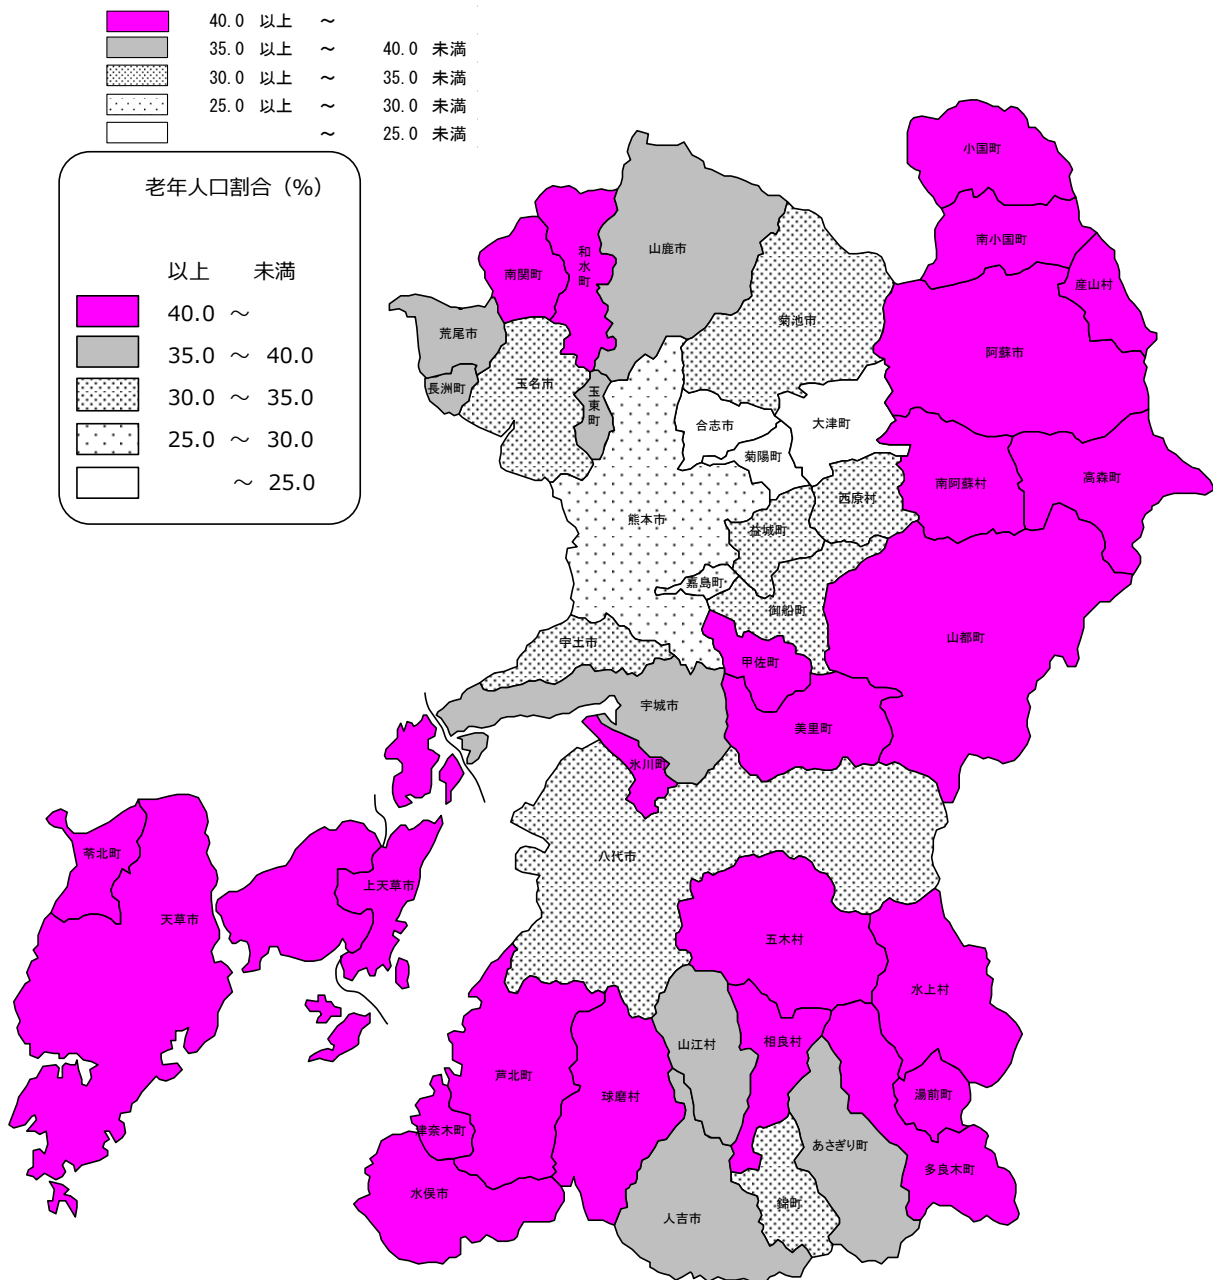 40.0 以上 ～
35.0 以上 ～ 40.0 未満
30.0 以上 ～ 35.0 未満
25.0 以上 ～ 30.0 未満
～ 25.0 未満
老年人口割合（%）
以上 未満
40.0 ～
35.0 ～ 40.0
30.0 ～ 35.0
25.0 ～ 30.0
～ 25.0
小国町
南小国町
産山村
和水町
山鹿市
南関町
菊池市
荒尾市
阿蘇市
長洲町
玉名市
玉東町
合志市
大津町
菊陽町
高森町
南阿蘇村
西原村
熊本市
益城町
嘉島町
御船町
山都町
宇土市
甲佐町
宇城市
美里町
氷川町
苓北町
八代市
上天草市
天草市
五木村
水上村
山江村
相良村
芦北町
球磨村
湯前町
津奈木町
あさぎり町
多良木町
水俣市
錦町
人吉市